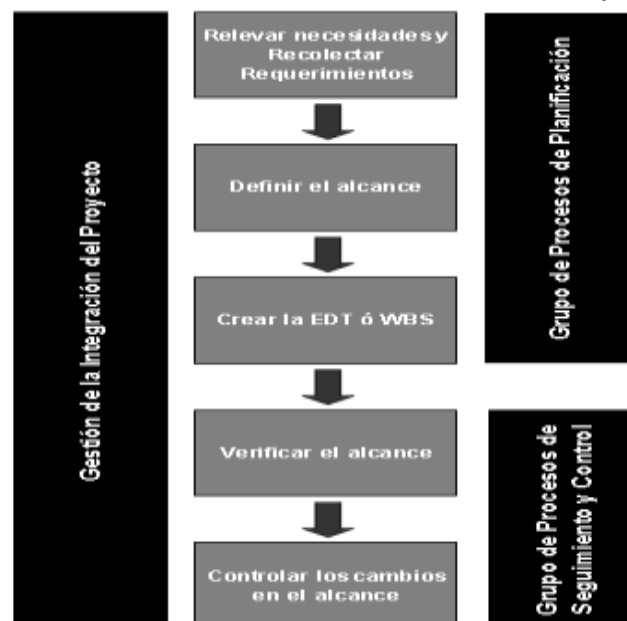 Gestión de la Integración del Proyecto
Relevar necesidades y
Recolectar
Requerimientos
Definir el alcance
Crear la EDT ó WBS
Verificar el alcance
Controlar los cambios
en el alcance
Grupo de Procesos de Planificación
Grupo de Procesos de
Seguimiento y Control